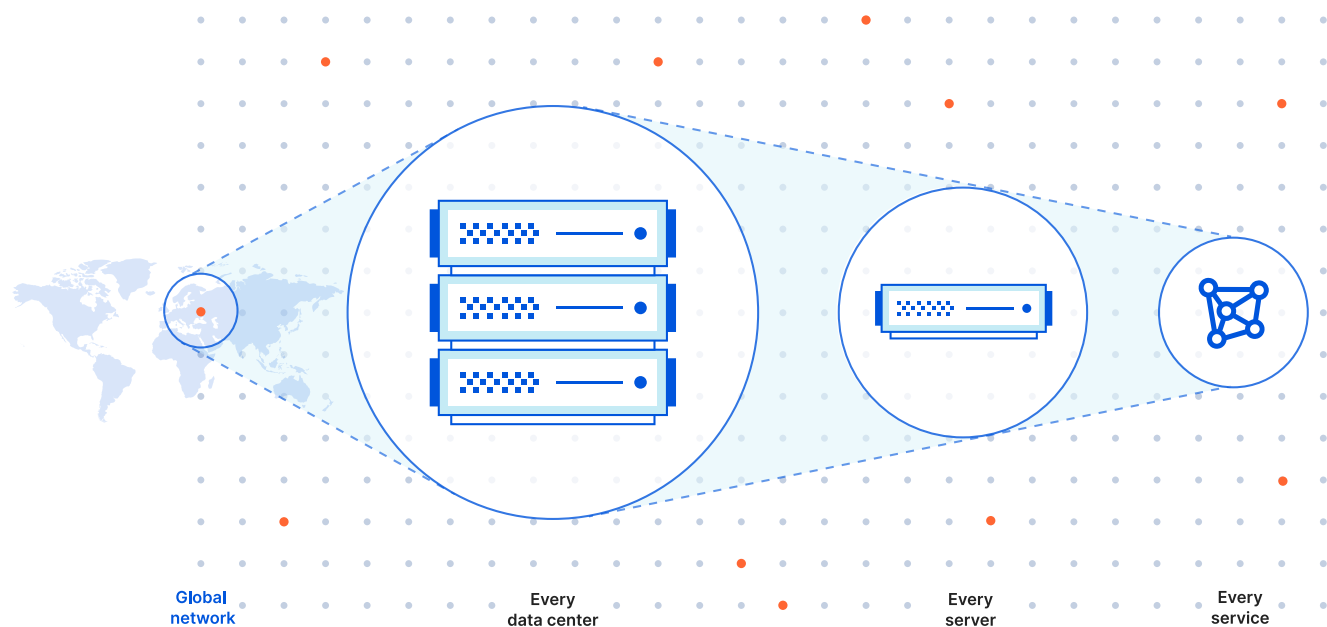 Global
network
Every
data center
Every
server
Every
service